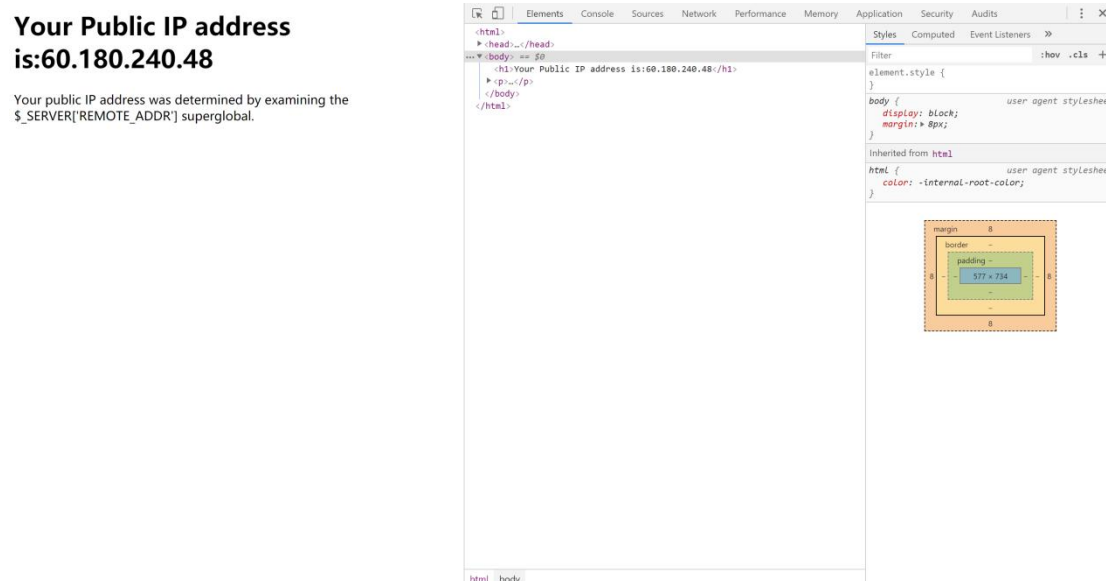 Your Public IP address
is:60.180.240.48
Your public IP address was determined by examining the
$_SERVER['REMOTE_ADDR'] superglobal.
Elements Console Sources Network Performance Memory Application Security Audits
<html>
<head>…</head>
<body> == $0
<h1>Your Public IP address is:60.180.240.48</h1>
<p>…</p>
</body>
</html>
html body
Styles Computed Event Listeners
Filter :hov .cls +
element.style {
}
body { user agent styleshee
display: block;
margin: 8px;
}
Inherited from html
html { user agent styleshee
color: -internal-root-color;
}
margin 8
border –
padding –
8 – – 577 × 734 – – 8
–
–
8